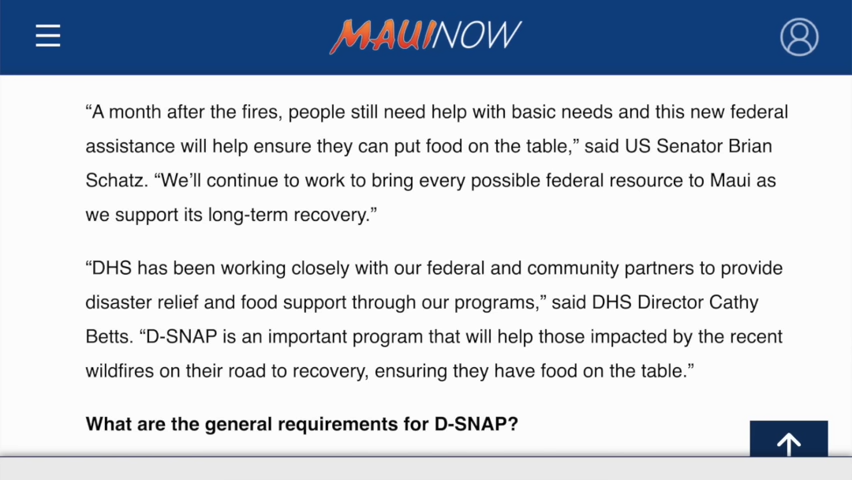 MAUINOW
“A month after the fires, people still need help with basic needs and this new federal
assistance will help ensure they can put food on the table,” said US Senator Brian
Schatz. “We’ll continue to work to bring every possible federal resource to Maui as
we support its long-term recovery.”
“DHS has been working closely with our federal and community partners to provide
disaster relief and food support through our programs,” said DHS Director Cathy
Betts. “D-SNAP is an important program that will help those impacted by the recent
wildfires on their road to recovery, ensuring they have food on the table.”
What are the general requirements for D-SNAP?